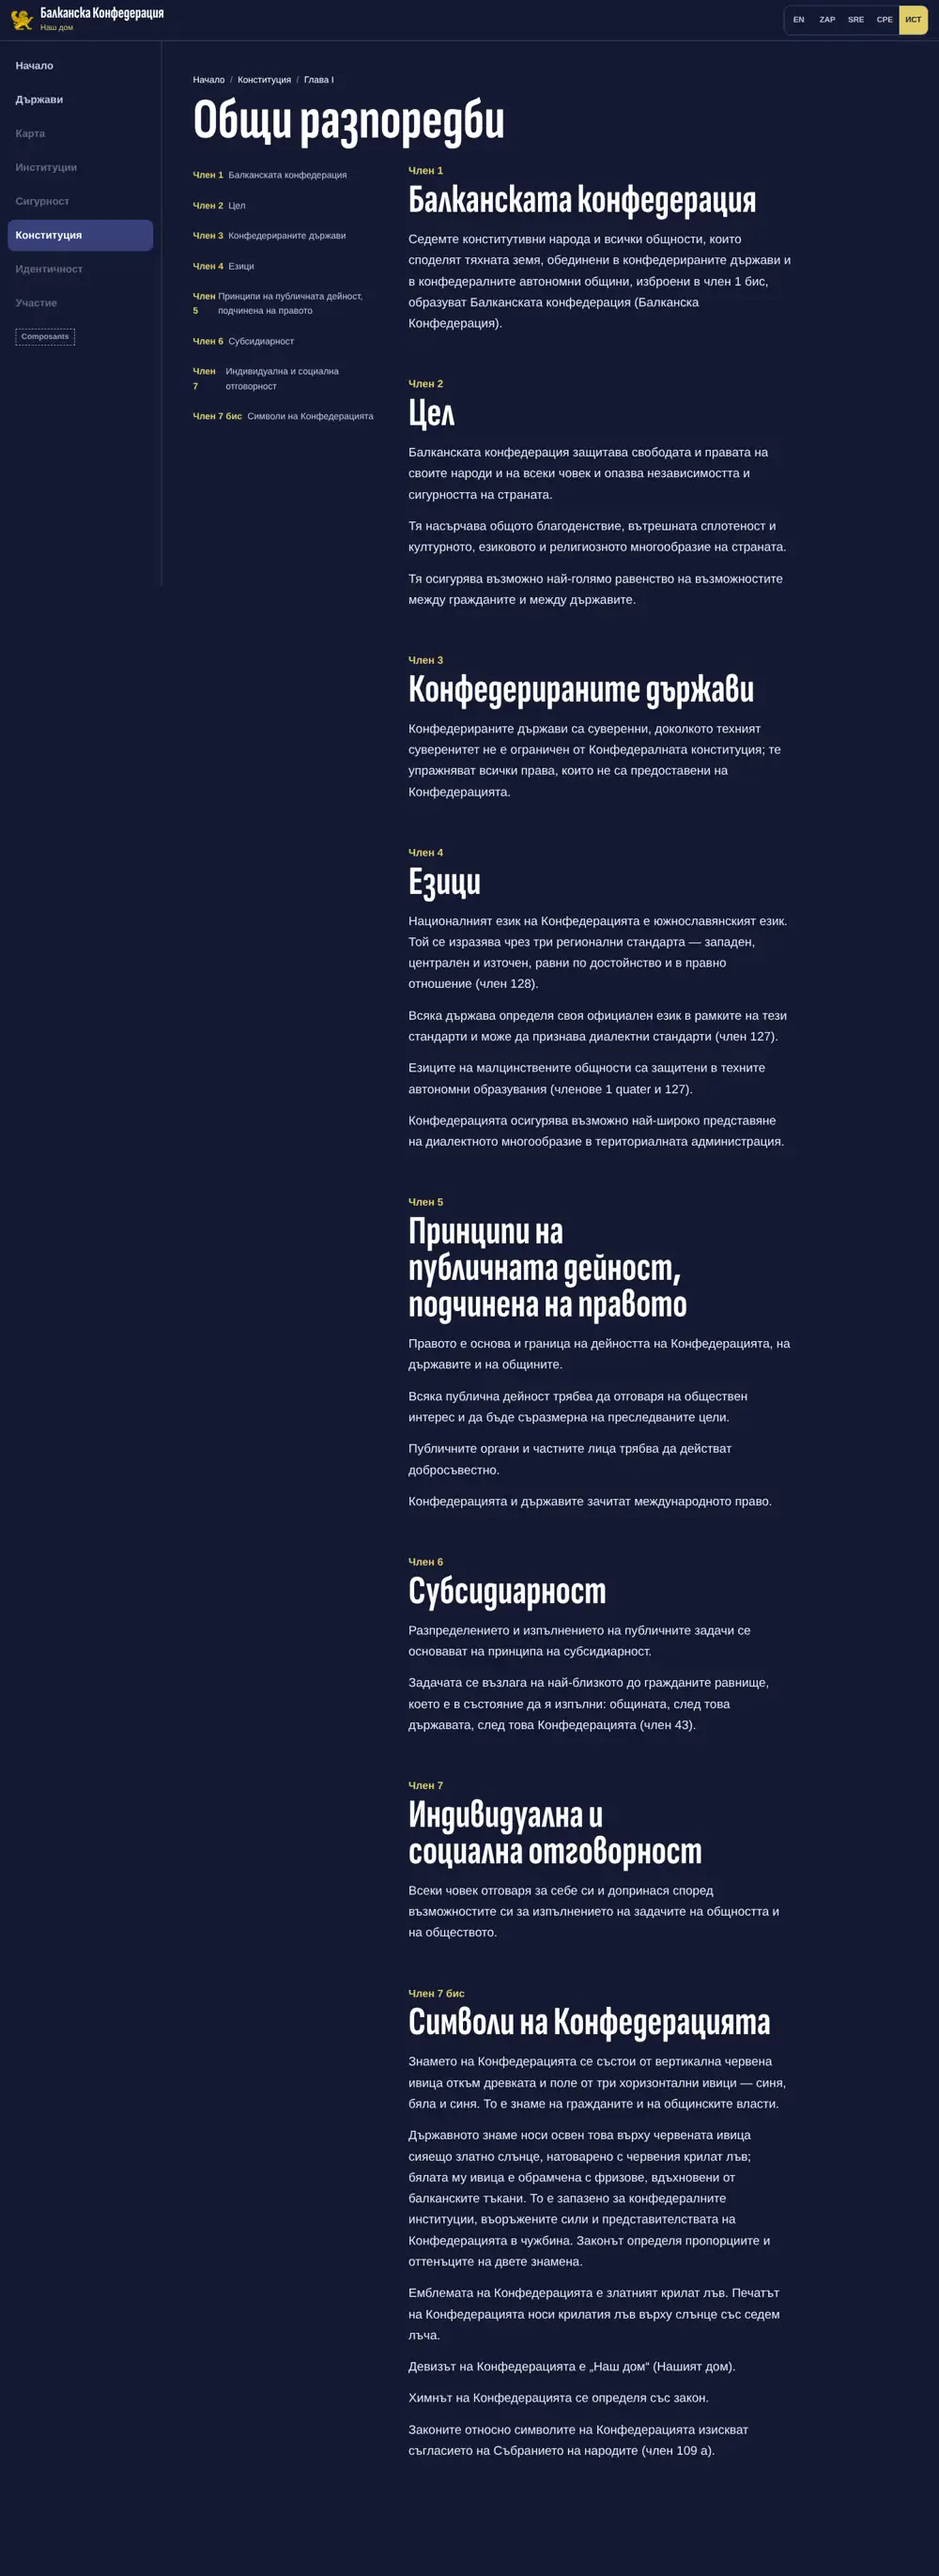 Балканска Конфедерация
Наш дом
EN ZAP SRE СРЕ ИСТ
Начало
Държави
Карта
Институции
Сигурност
Конституция
Идентичност
Участие
Composants
Начало / Конституция / Глава I
Общи разпоредби
Член 1 Балканската конфедерация
Член 2 Цел
Член 3 Конфедерираните държави
Член 4 Езици
Член 5 Принципи на публичната дейност,
подчинена на правото
Член 6 Субсидиарност
Член 7 Индивидуална и социална
отговорност
Член 7 бис Символи на Конфедерацията
Член 1
Балканската конфедерация
Седемте конститутивни народа и всички общности, които
споделят тяхната земя, обединени в конфедерираните държави и
в конфедералните автономни общини, изброени в член 1 бис,
образуват Балканската конфедерация (Балканска
Конфедерация).
Член 2
Цел
Балканската конфедерация защитава свободата и правата на
своите народи и на всеки човек и опазва независимостта и
сигурността на страната.
Тя насърчава общото благоденствие, вътрешната сплотеност и
културното, езиковото и религиозното многообразие на страната.
Тя осигурява възможно най-голямо равенство на възможностите
между гражданите и между държавите.
Член 3
Конфедерираните държави
Конфедерираните държави са суверенни, доколкото техният
суверенитет не е ограничен от Конфедералната конституция; те
упражняват всички права, които не са предоставени на
Конфедерацията.
Член 4
Езици
Националният език на Конфедерацията е южнославянският език.
Той се изразява чрез три регионални стандарта — западен,
централен и източен, равни по достойнство и в правно
отношение (член 128).
Всяка държава определя своя официален език в рамките на тези
стандарти и може да признава диалектни стандарти (член 127).
Езиците на малцинствените общности са защитени в техните
автономни образувания (членове 1 quater и 127).
Конфедерацията осигурява възможно най-широко представяне
на диалектното многообразие в териториалната администрация.
Член 5
Принципи на
публичната дейност,
подчинена на правото
Правото е основа и граница на дейността на Конфедерацията, на
държавите и на общините.
Всяка публична дейност трябва да отговаря на обществен
интерес и да бъде съразмерна на преследваните цели.
Публичните органи и частните лица трябва да действат
добросъвестно.
Конфедерацията и държавите зачитат международното право.
Член 6
Субсидиарност
Разпределението и изпълнението на публичните задачи се
основават на принципа на субсидиарност.
Задачата се възлага на най-близкото до гражданите равнище,
което е в състояние да я изпълни: общината, след това
държавата, след това Конфедерацията (член 43).
Член 7
Индивидуална и
социална отговорност
Всеки човек отговаря за себе си и допринася според
възможностите си за изпълнението на задачите на общността и
на обществото.
Член 7 бис
Символи на Конфедерацията
Знамето на Конфедерацията се състои от вертикална червена
ивица откъм древката и поле от три хоризонтални ивици — синя,
бяла и синя. То е знаме на гражданите и на общинските власти.
Държавното знаме носи освен това върху червената ивица
сияещо златно слънце, натоварено с червения крилат лъв;
бялата му ивица е обрамчена с фризове, вдъхновени от
балканските тъкани. То е запазено за конфедералните
институции, въоръжените сили и представителствата на
Конфедерацията в чужбина. Законът определя пропорциите и
оттенъците на двете знамена.
Емблемата на Конфедерацията е златният крилат лъв. Печатът
на Конфедерацията носи крилатия лъв върху слънце със седем
лъча.
Девизът на Конфедерацията е „Наш дом“ (Нашият дом).
Химнът на Конфедерацията се определя със закон.
Законите относно символите на Конфедерацията изискват
съгласието на Събранието на народите (член 109 а).